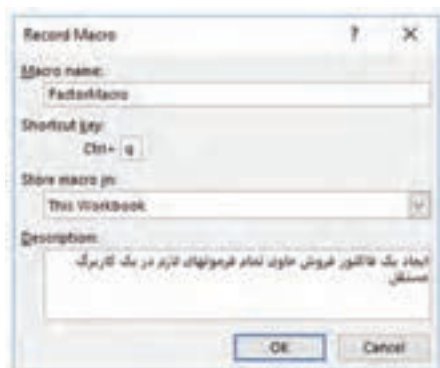 Record Macro
Macro name:
FactorMacro
Shortcut key:
Ctrl+ q
Store macro in:
This Workbook
Description:
ایجاد یک فاکتور فروش حاوی تمام فرمولهای لازم در یک کاربرگ
مستقل
OK Cancel